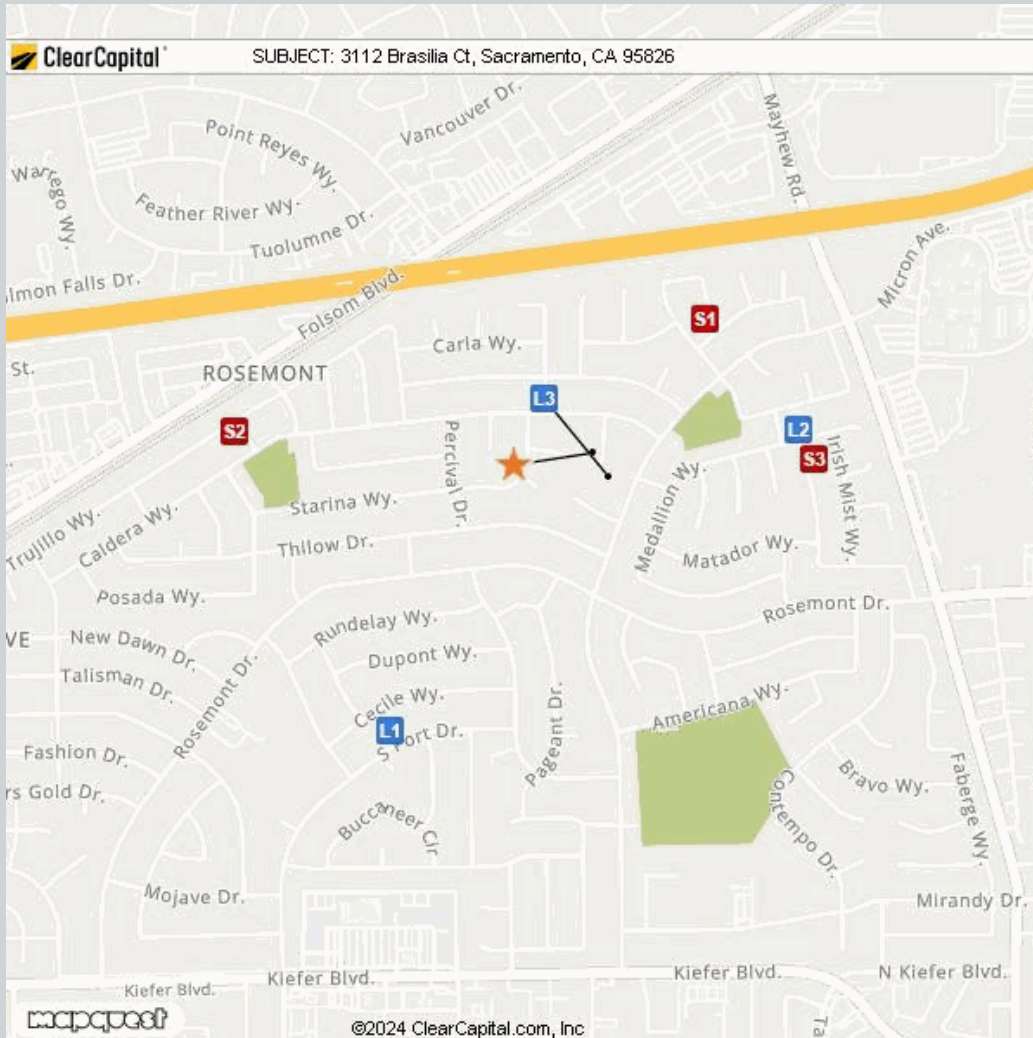 ClearCapital
SUBJECT: 3112 Brasilia Ct, Sacramento, CA 95826
Vancouver Dr.
Mayhew Rd.
Point Reyes Wy.
Warrego Wy.
Feather River Wy.
Tuolumne Dr.
Micron Ave.
Salmon Falls Dr.
Folsom Blvd.
S1
Carla Wy.
St.
ROSEMONT
L3
S2
L2
S3
Percival Dr.
Irish Mist Wy.
Medallion Wy.
Starina Wy.
Trujillo Wy.
Caldera Wy.
Thilow Dr.
Matador Wy.
Posada Wy.
Rosemont Dr.
VE
New Dawn Dr.
Rundelay Wy.
Talisman Dr.
Dupont Wy.
Rosemont Dr.
Cecile Wy.
Americana Wy.
L1
S Port Dr.
Pageant Dr.
Fashion Dr.
Bravo Wy.
Faberge Wy.
rs Gold Dr.
Contempo Dr.
Buccaneer Cir
Mojave Dr.
Mirandy Dr.
Kiefer Blvd.
Kiefer Blvd.
Kiefer Blvd.
N Kiefer Blvd.
mapquest
©2024 ClearCapital.com, Inc
Ta